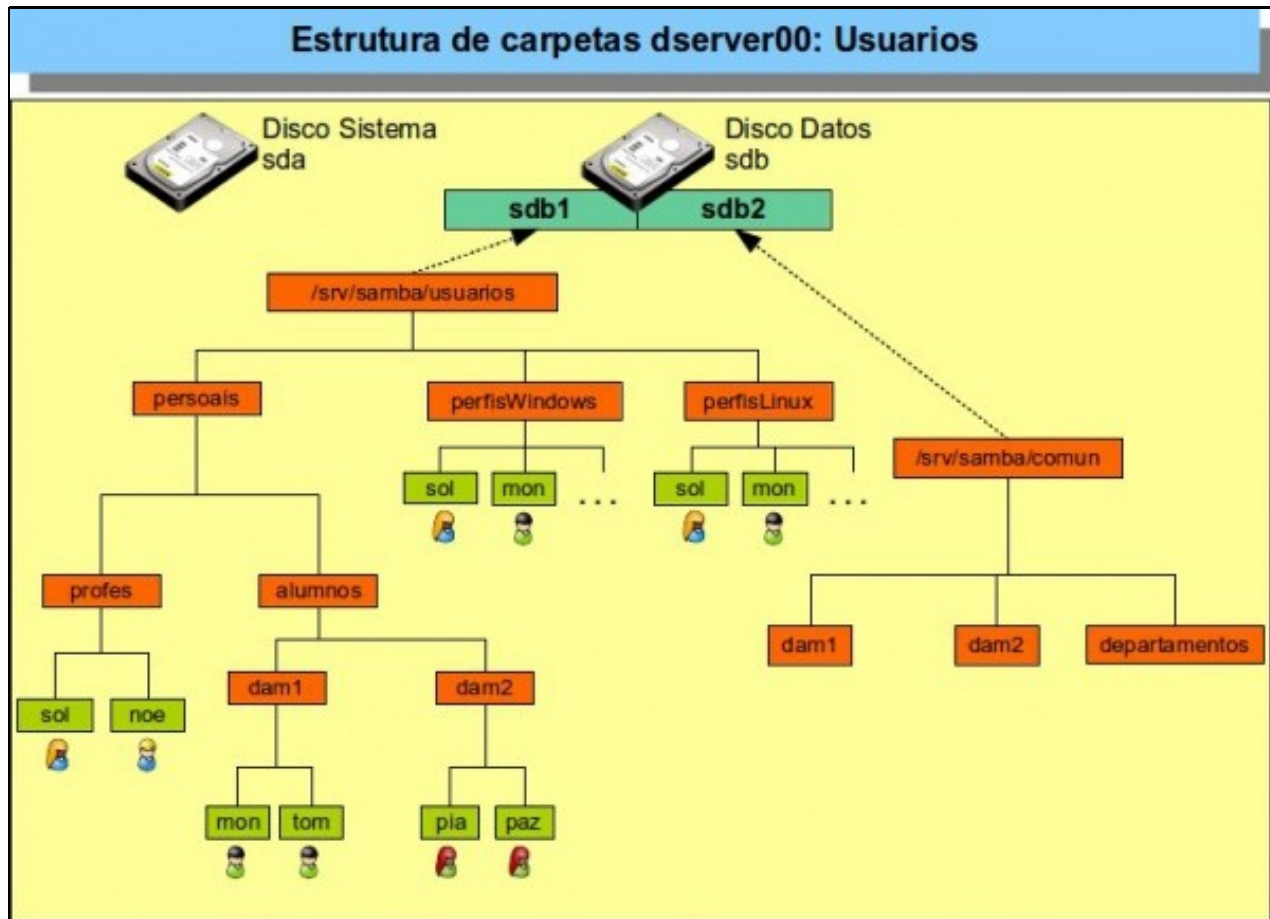 Estrutura de carpetas dserver00: Usuarios
Disco Sistema
sda
Disco Datos
sdb
sdb1
sdb2
/srv/samba/usuarios
persoais
perfisWindows
perfisLinux
/srv/samba/comun
sol
mon
...
sol
mon
...
profes
alumnos
dam1
dam2
departamentos
dam1
dam2
sol
noe
mon
tom
pia
paz